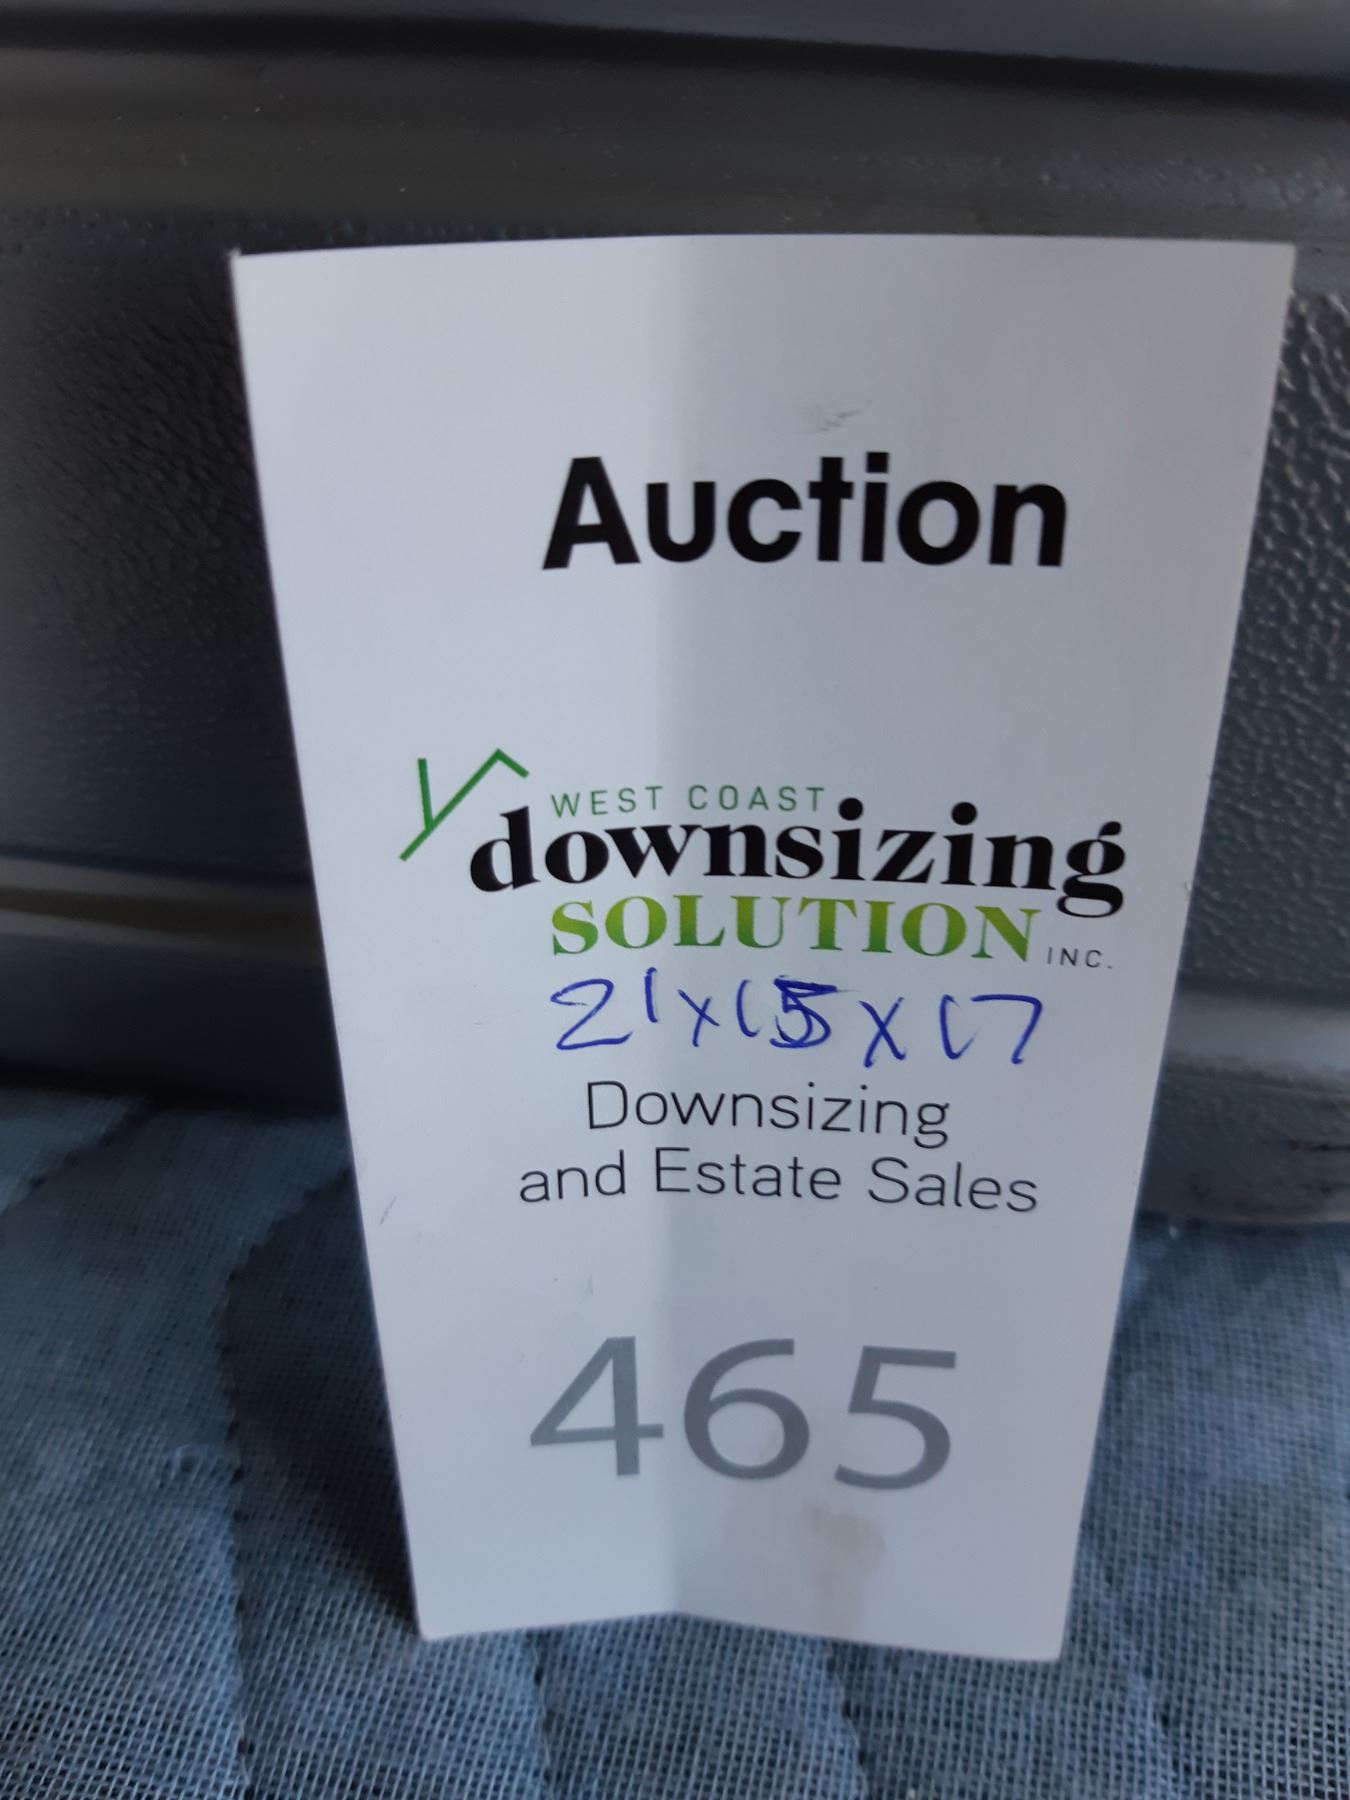 Auction
WEST COAST
downsizing
SOLUTION INC.
21x15x17
Downsizing
and Estate Sales
465